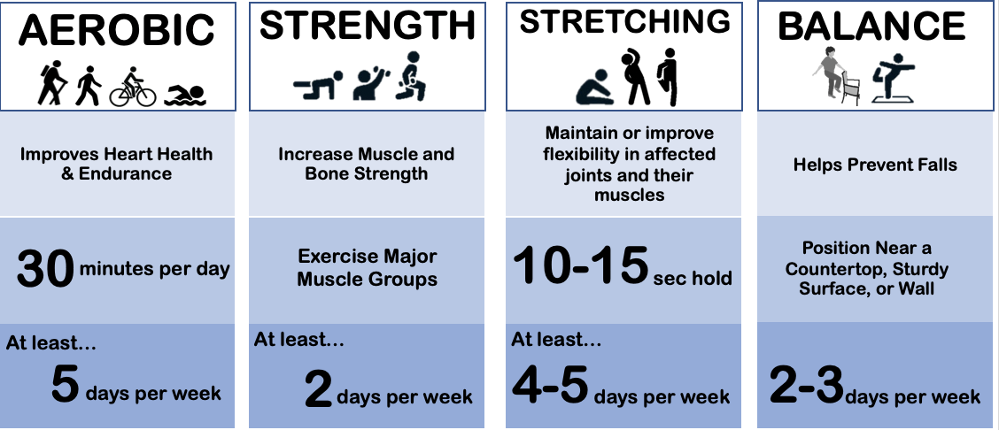 AEROBIC
Improves Heart Health
& Endurance
30 minutes per day
At least...
5 days per week
STRENGTH
Increase Muscle and
Bone Strength
Exercise Major
Muscle Groups
At least...
2 days per week
STRETCHING
Maintain or improve
flexibility in affected
joints and their
muscles
10-15 sec hold
At least...
4-5 days per week
BALANCE
Helps Prevent Falls
Position Near a
Countertop, Sturdy
Surface, or Wall
2-3 days per week